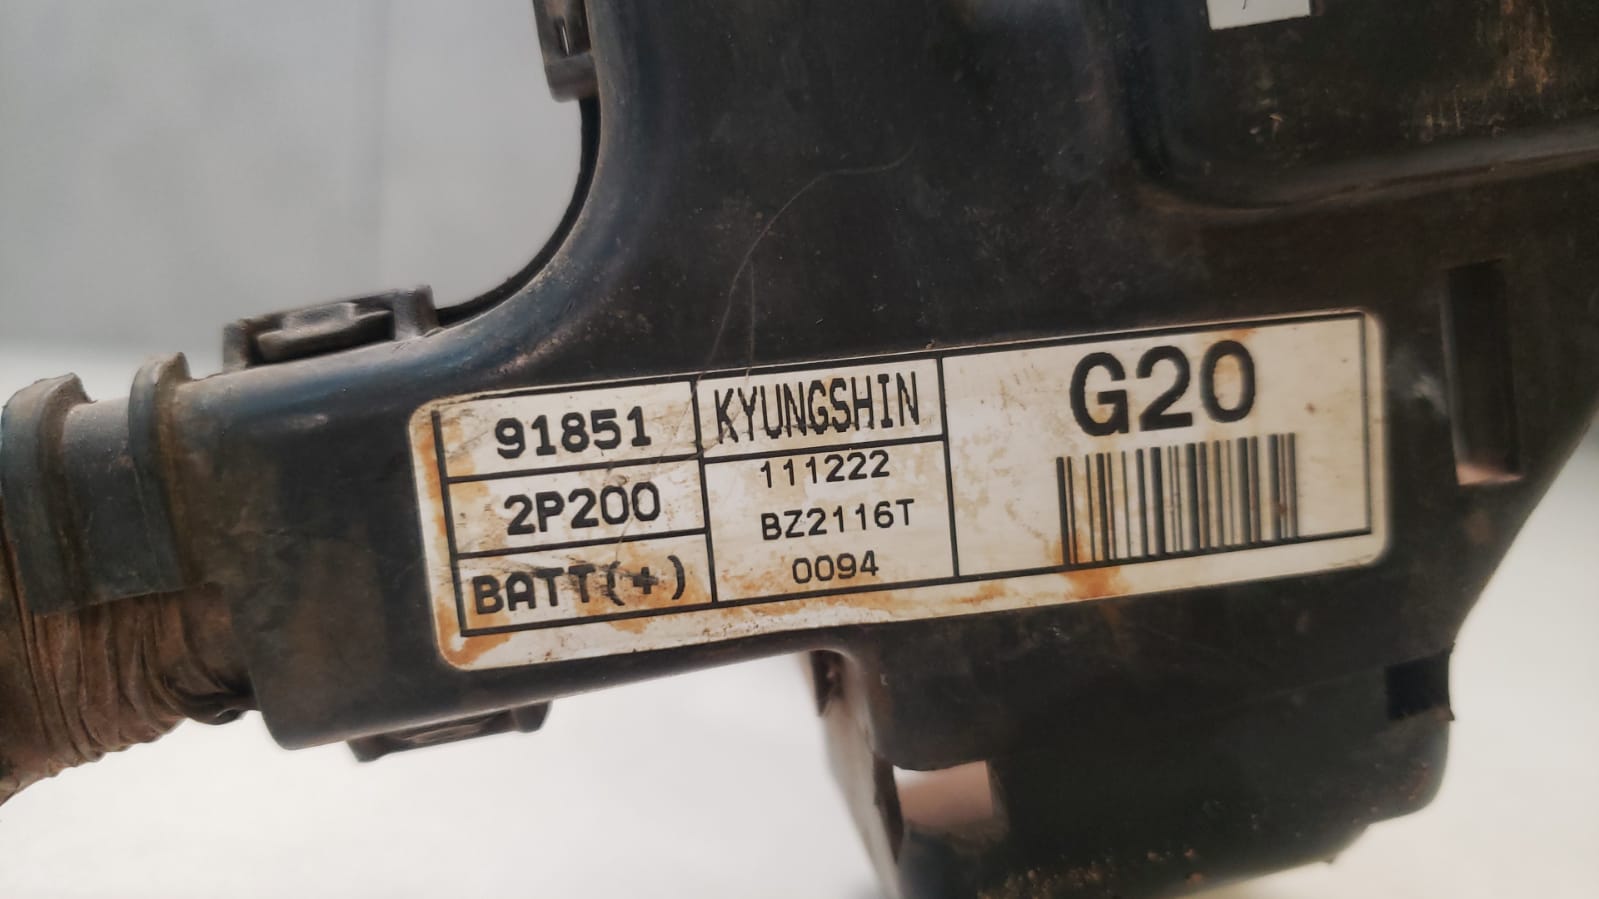 91851
2P200
BATT(+)
KYUNGSHIN
111222
BZ2116T
0094
G20